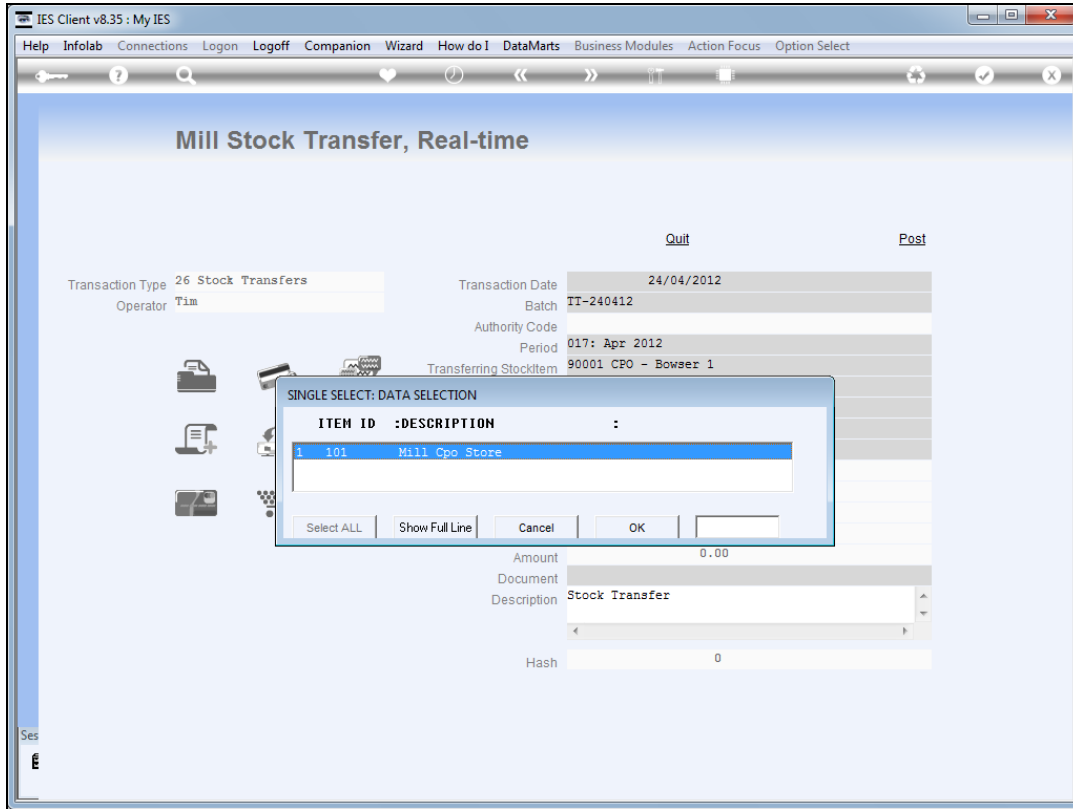 IES Client v8.35 : My IES
Help Infolab Connections Logon Logoff Companion Wizard How do I DataMarts Business Modules Action Focus Option Select
Mill Stock Transfer, Real-time
Quit Post
Transaction Type 26 Stock Transfers
Operator Tim
Transaction Date 24/04/2012
Batch TT-240412
Authority Code
Period 017: Apr 2012
Transferring StockItem 90001 CPO - Bowser 1
SINGLE SELECT: DATA SELECTION
ITEM ID :DESCRIPTION :
1 101 Mill Cpo Store
Select ALL Show Full Line Cancel OK
Amount 0.00
Document
Description Stock Transfer
Hash 0
Ses